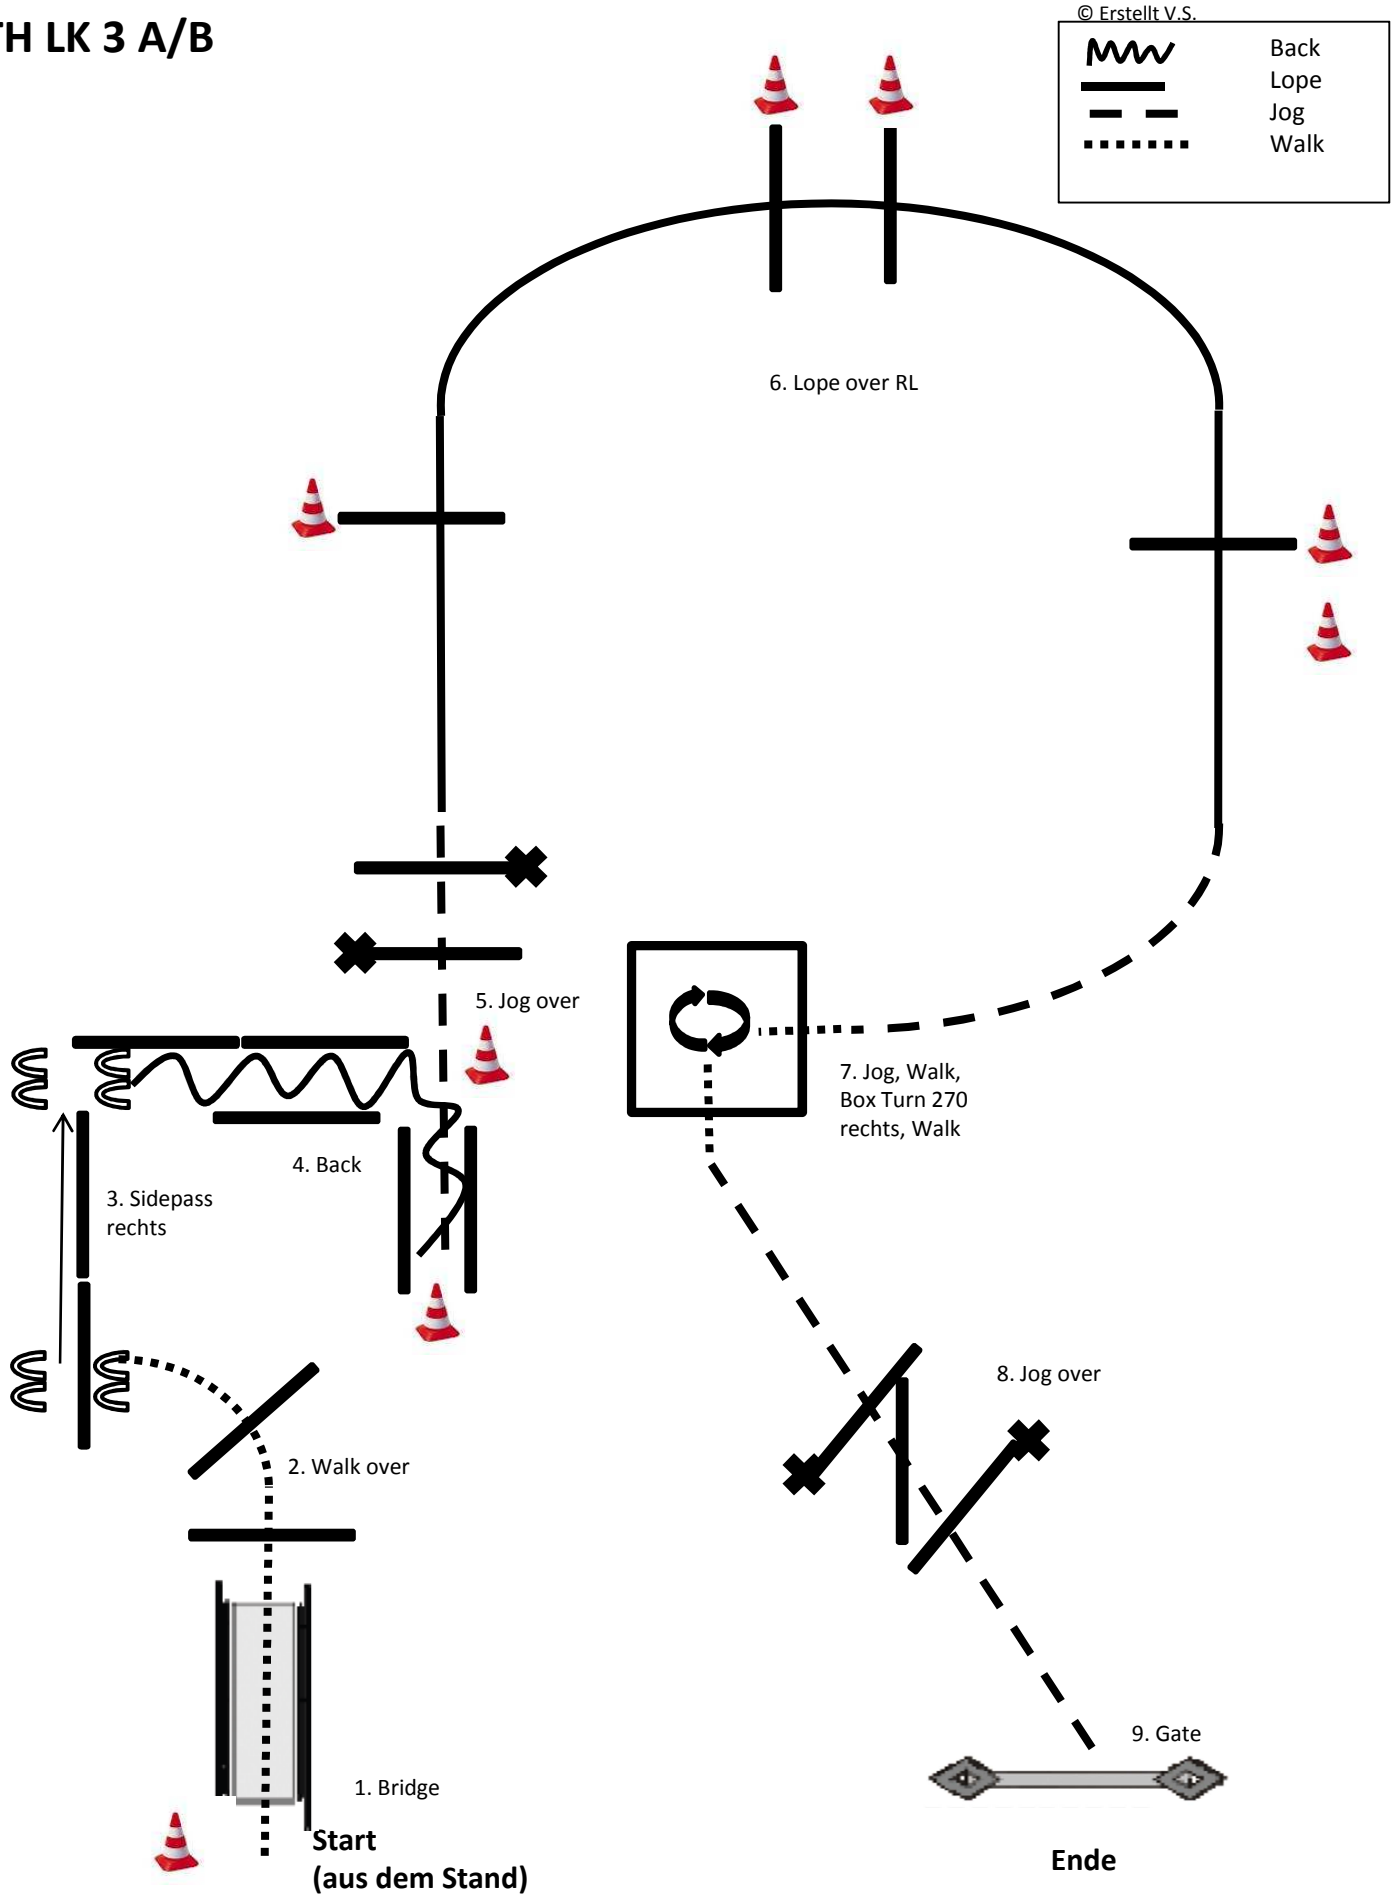 TH LK 3 A/B
© Erstellt V.S.
Back
Lope
Jog
Walk
6. Lope over RL
5. Jog over
7. Jog, Walk,
Box Turn 270
rechts, Walk
4. Back
3. Sidepass
rechts
8. Jog over
2. Walk over
9. Gate
1. Bridge
Start
(aus dem Stand)
Ende